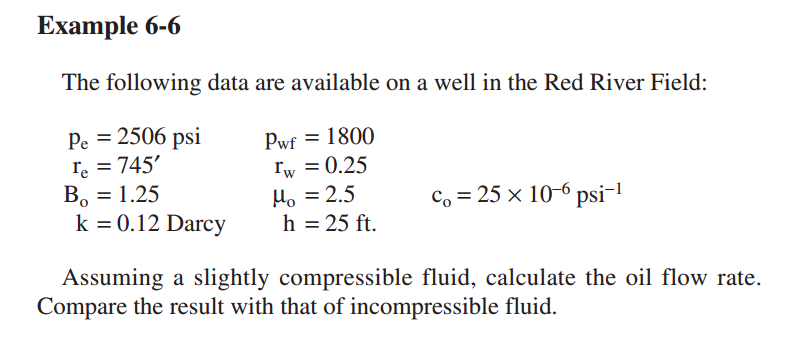 Example 6-6
The following data are available on a well in the Red River Field:
pₑ = 2506 psi p_wf = 1800
rₑ = 745′ r_w = 0.25
Bₒ = 1.25 μₒ = 2.5 cₒ = 25 × 10⁻⁶ psi⁻¹
k = 0.12 Darcy h = 25 ft.
Assuming a slightly compressible fluid, calculate the oil flow rate.
Compare the result with that of incompressible fluid.